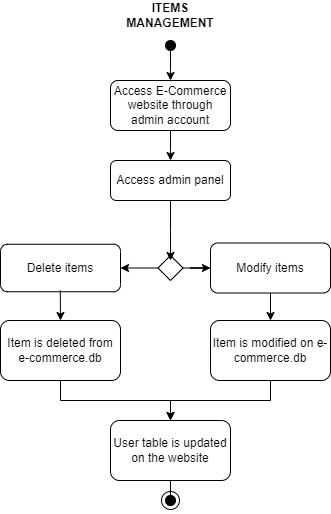 ITEMS
MANAGEMENT
Access E-Commerce
website through
admin account
Access admin panel
Delete items
Modify items
Item is deleted from
e-commerce.db
Item is modified on e-
commerce.db
User table is updated
on the website